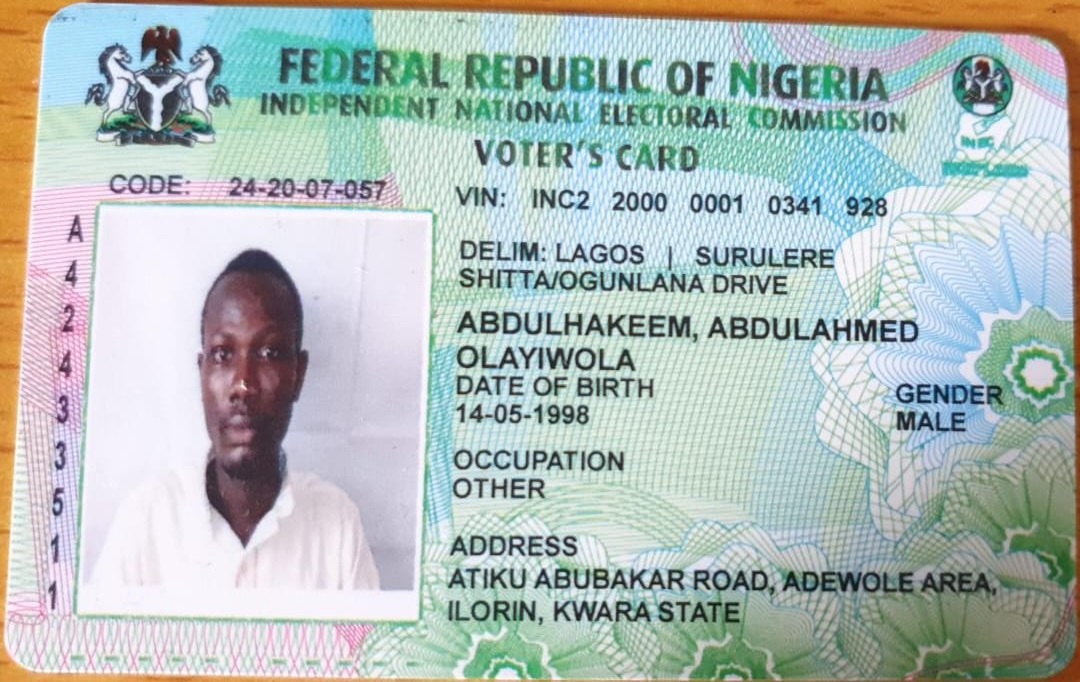 FEDERAL REPUBLIC OF NIGERIA
INDEPENDENT NATIONAL ELECTORAL COMMISSION
VOTER'S CARD
INEC
CODE: 24-20-07-057
VIN: INC2 2000 0001 0341 928
A
4
2
4
3
3
5
1
1
DELIM: LAGOS | SURULERE
SHITTA/OGUNLANA DRIVE
ABDULHAKEEM, ABDULAHMED
OLAYIWOLA
DATE OF BIRTH
14-05-1998
GENDER
MALE
OCCUPATION
OTHER
ADDRESS
ATIKU ABUBAKAR ROAD, ADEWOLE AREA,
ILORIN, KWARA STATE